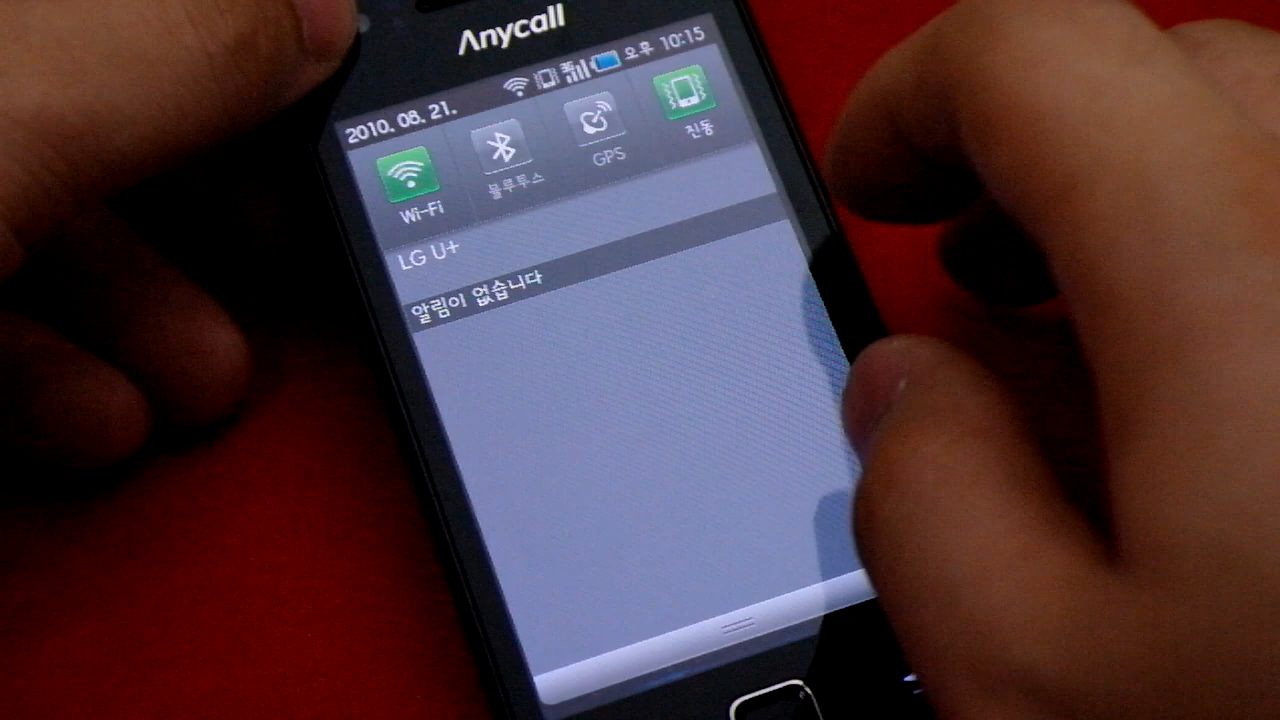 Anycall
2010. 08. 21. 오후 10:15
Wi-Fi 블루투스 GPS 진동
LG U+
알림이 없습니다